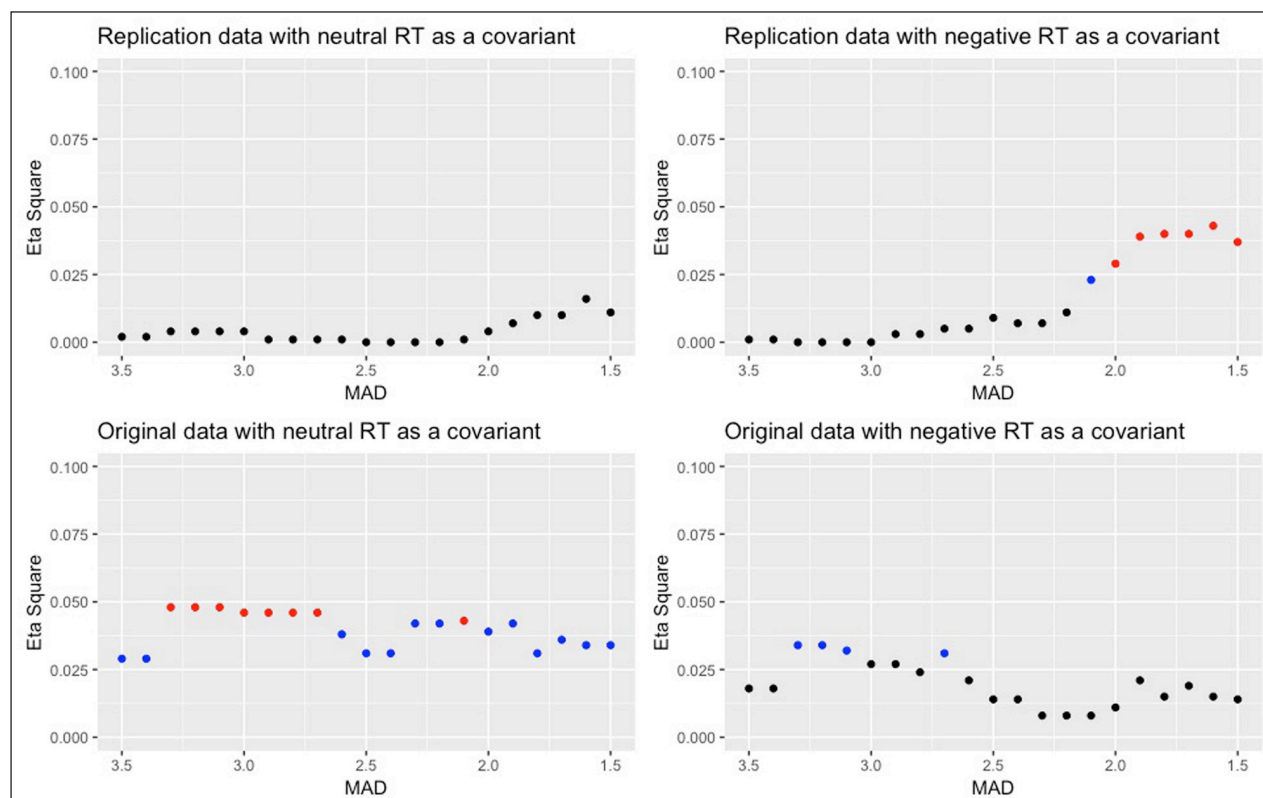 Replication data with neutral RT as a covariant
0.100
0.075
0.050
0.025
0.000
Eta Square
3.5 3.0 2.5 2.0 1.5
MAD
Replication data with negative RT as a covariant
0.100
0.075
0.050
0.025
0.000
Eta Square
3.5 3.0 2.5 2.0 1.5
MAD
Original data with neutral RT as a covariant
0.100
0.075
0.050
0.025
0.000
Eta Square
3.5 3.0 2.5 2.0 1.5
MAD
Original data with negative RT as a covariant
0.100
0.075
0.050
0.025
0.000
Eta Square
3.5 3.0 2.5 2.0 1.5
MAD